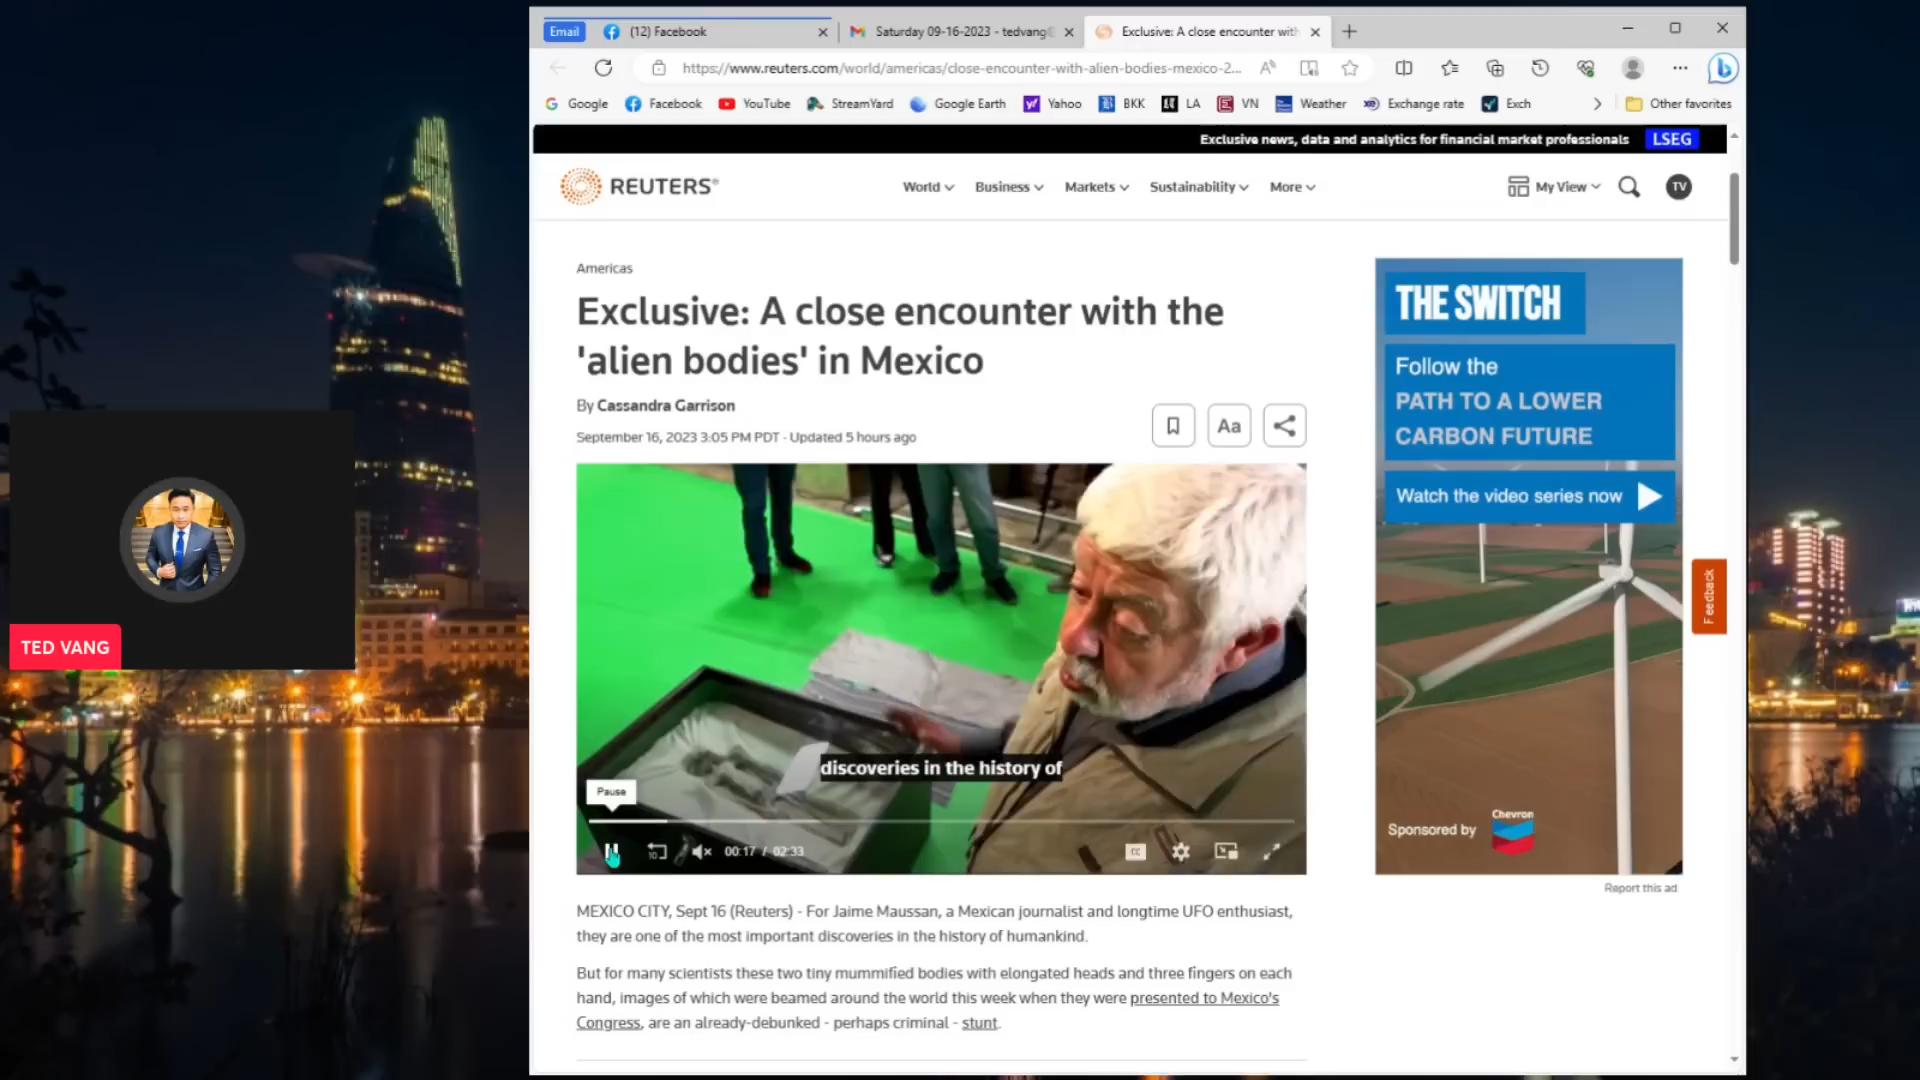 Email
(12) Facebook
Saturday 09-16-2023 - tedvang
Exclusive: A close encounter with
https://www.reuters.com/world/americas/close-encounter-with-alien-bodies-mexico-2...
Google
Facebook
YouTube
StreamYard
Google Earth
Yahoo
BKK
LA
VN
Weather
Exchange rate
Exch
Other favorites
Exclusive news, data and analytics for financial market professionals
LSEG
REUTERS
World
Business
Markets
Sustainability
More
My View
TV
Americas
Exclusive: A close encounter with the
'alien bodies' in Mexico
By Cassandra Garrison
September 16, 2023 3:05 PM PDT · Updated 5 hours ago
Aa
discoveries in the history of
Pause
10
00:17 / 02:33
CC
MEXICO CITY, Sept 16 (Reuters) - For Jaime Maussan, a Mexican journalist and longtime UFO enthusiast,
they are one of the most important discoveries in the history of humankind.
But for many scientists these two tiny mummified bodies with elongated heads and three fingers on each
hand, images of which were beamed around the world this week when they were presented to Mexico's
Congress, are an already-debunked - perhaps criminal - stunt.
THE SWITCH
Follow the
PATH TO A LOWER
CARBON FUTURE
Watch the video series now
Sponsored by
Chevron
Report this ad
Feedback
TED VANG